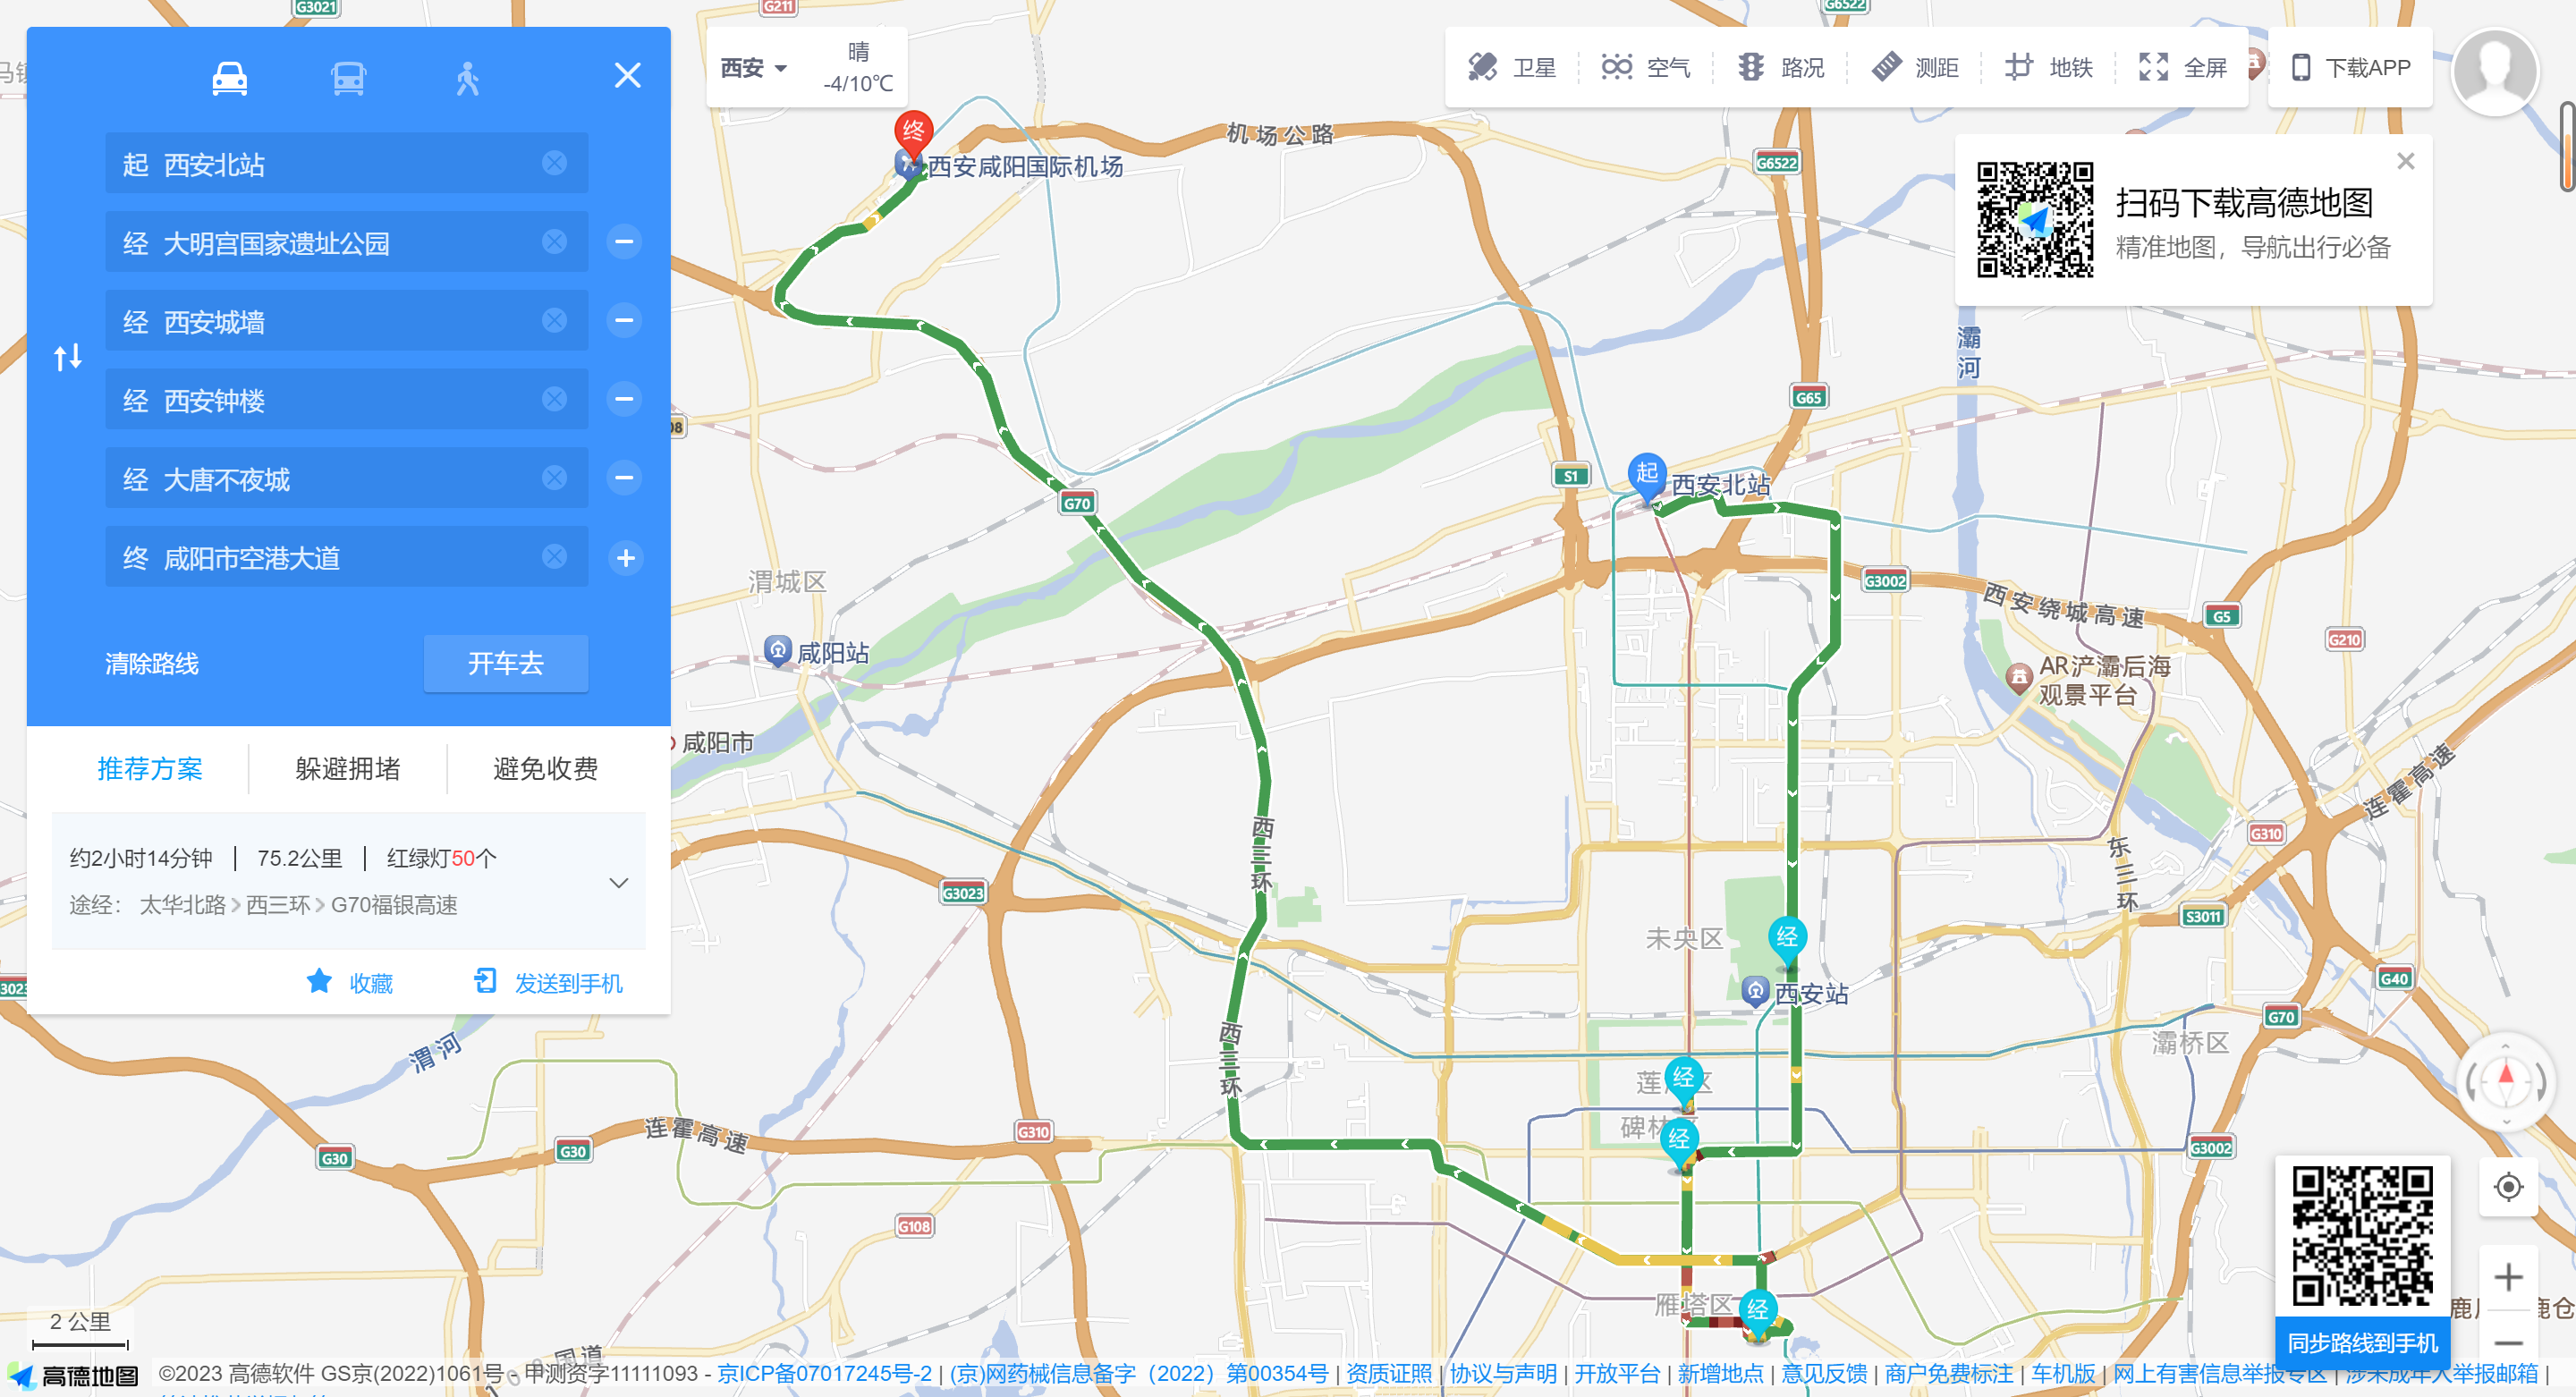 G3021
G211
G6522
西安
晴
-4/10℃
卫星
空气
路况
测距
地铁
全屏
下载APP
起 西安北站
经 大明宫国家遗址公园
经 西安城墙
经 西安钟楼
经 大唐不夜城
终 咸阳市空港大道
清除路线
开车去
推荐方案
躲避拥堵
避免收费
约2小时14分钟 | 75.2公里 | 红绿灯50个
途经： 太华北路 > 西三环 > G70福银高速
收藏
发送到手机
扫码下载高德地图
精准地图，导航出行必备
终
西安咸阳国际机场
机场公路
G6522
灞河
G65
S1
起
西安北站
G70
渭城区
咸阳站
咸阳市
G3002
西安绕城高速
G5
G210
AR浐灞后海
观景平台
连霍高速
G310
东三环
S3011
西三环
G3023
未央区
经
西安站
G40
G70
灞桥区
西三环
渭河
经
碑林区
经
连霍高速
G310
G30
G30
G3002
G108
雁塔区
经
同步路线到手机
2 公里
高德地图
©2023 高德软件 GS京(2022)1061号 - 甲测资字11111093 - 京ICP备07017245号-2 | (京)网药械信息备字（2022）第00354号 | 资质证照 | 协议与声明 | 开放平台 | 新增地点 | 意见反馈 | 商户免费标注 | 车机版 | 网上有害信息举报专区 | 涉未成年人举报邮箱 |